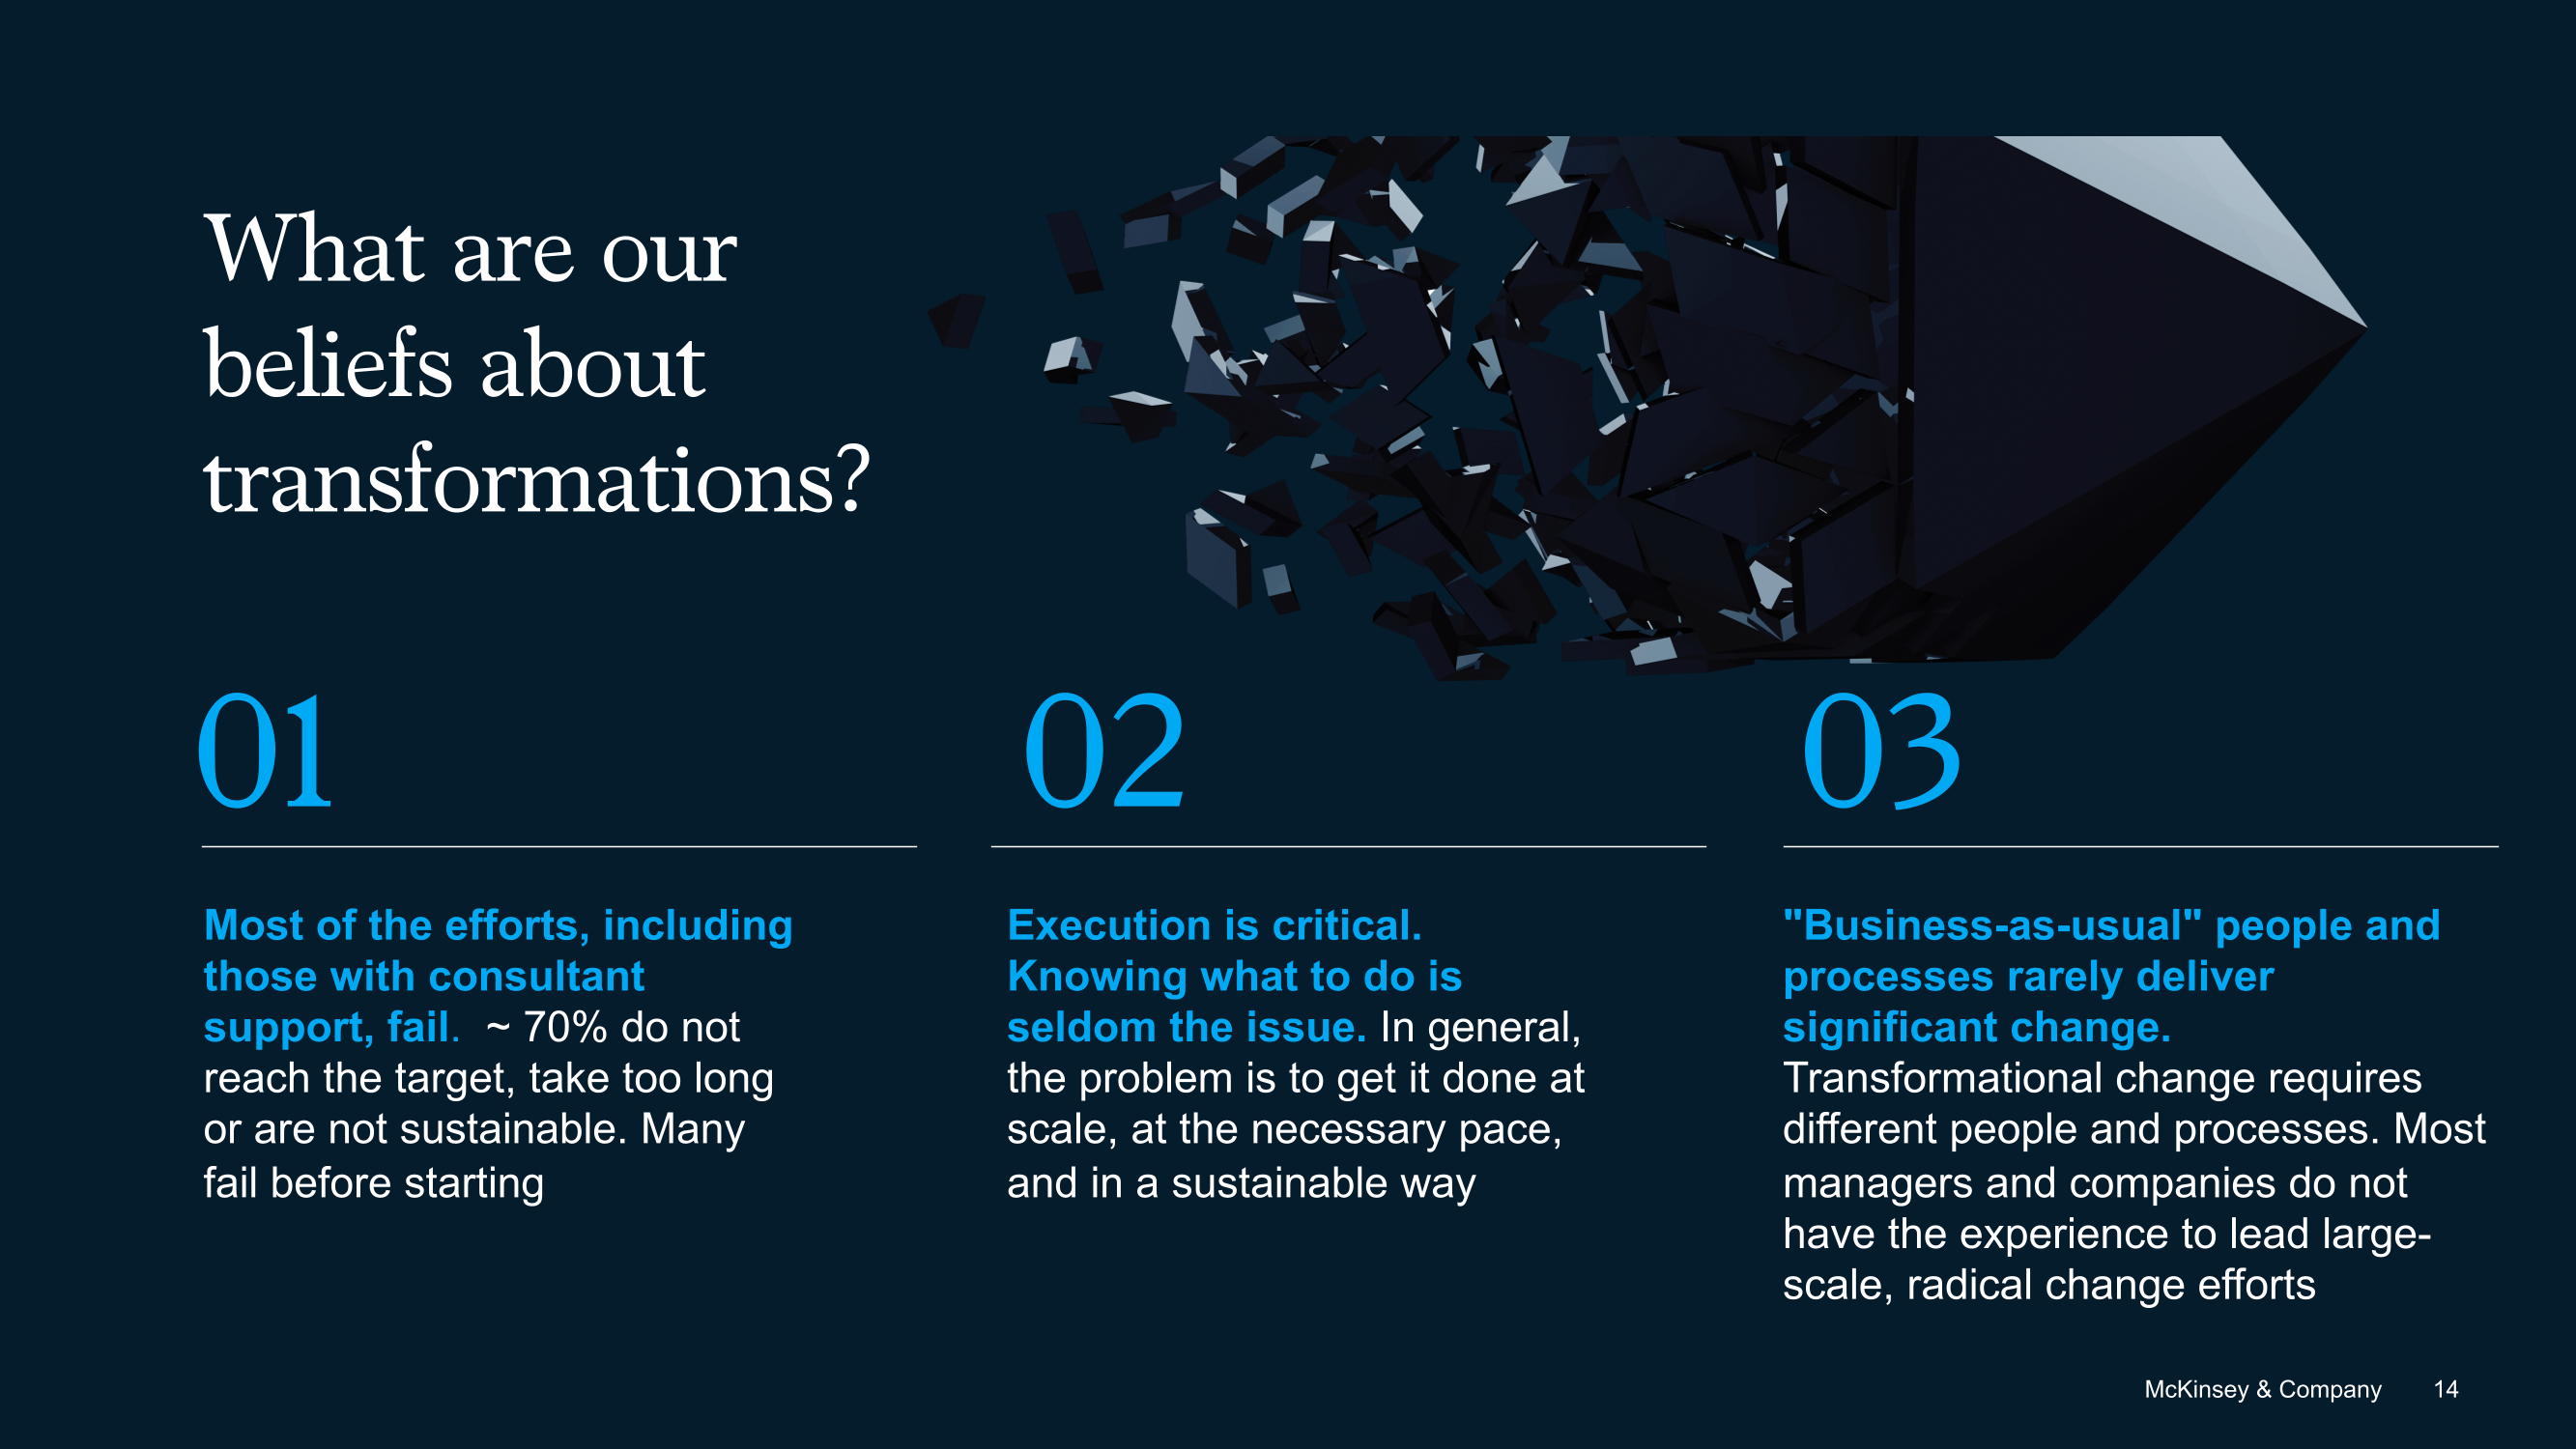 What are our
beliefs about
transformations?
01
Most of the efforts, including
those with consultant
support, fail.  ~ 70% do not
reach the target, take too long
or are not sustainable. Many
fail before starting
02
Execution is critical.
Knowing what to do is
seldom the issue. In general,
the problem is to get it done at
scale, at the necessary pace,
and in a sustainable way
03
"Business-as-usual" people and
processes rarely deliver
significant change.
Transformational change requires
different people and processes. Most
managers and companies do not
have the experience to lead large-
scale, radical change efforts
McKinsey & Company 14